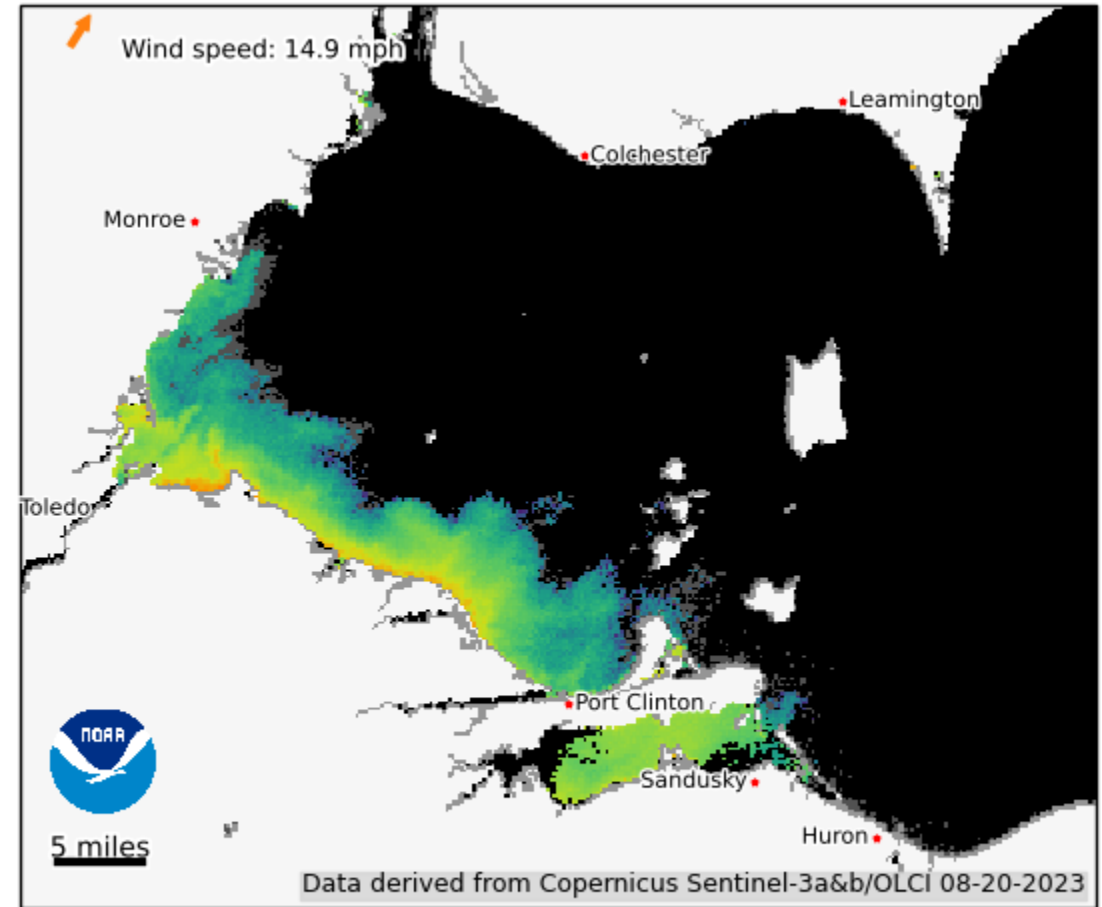 Wind speed: 14.9 mph
Leamington
Colchester
Monroe
Toledo
Port Clinton
NOAA
Sandusky
Huron
5 miles
Data derived from Copernicus Sentinel-3a&b/OLCI 08-20-2023